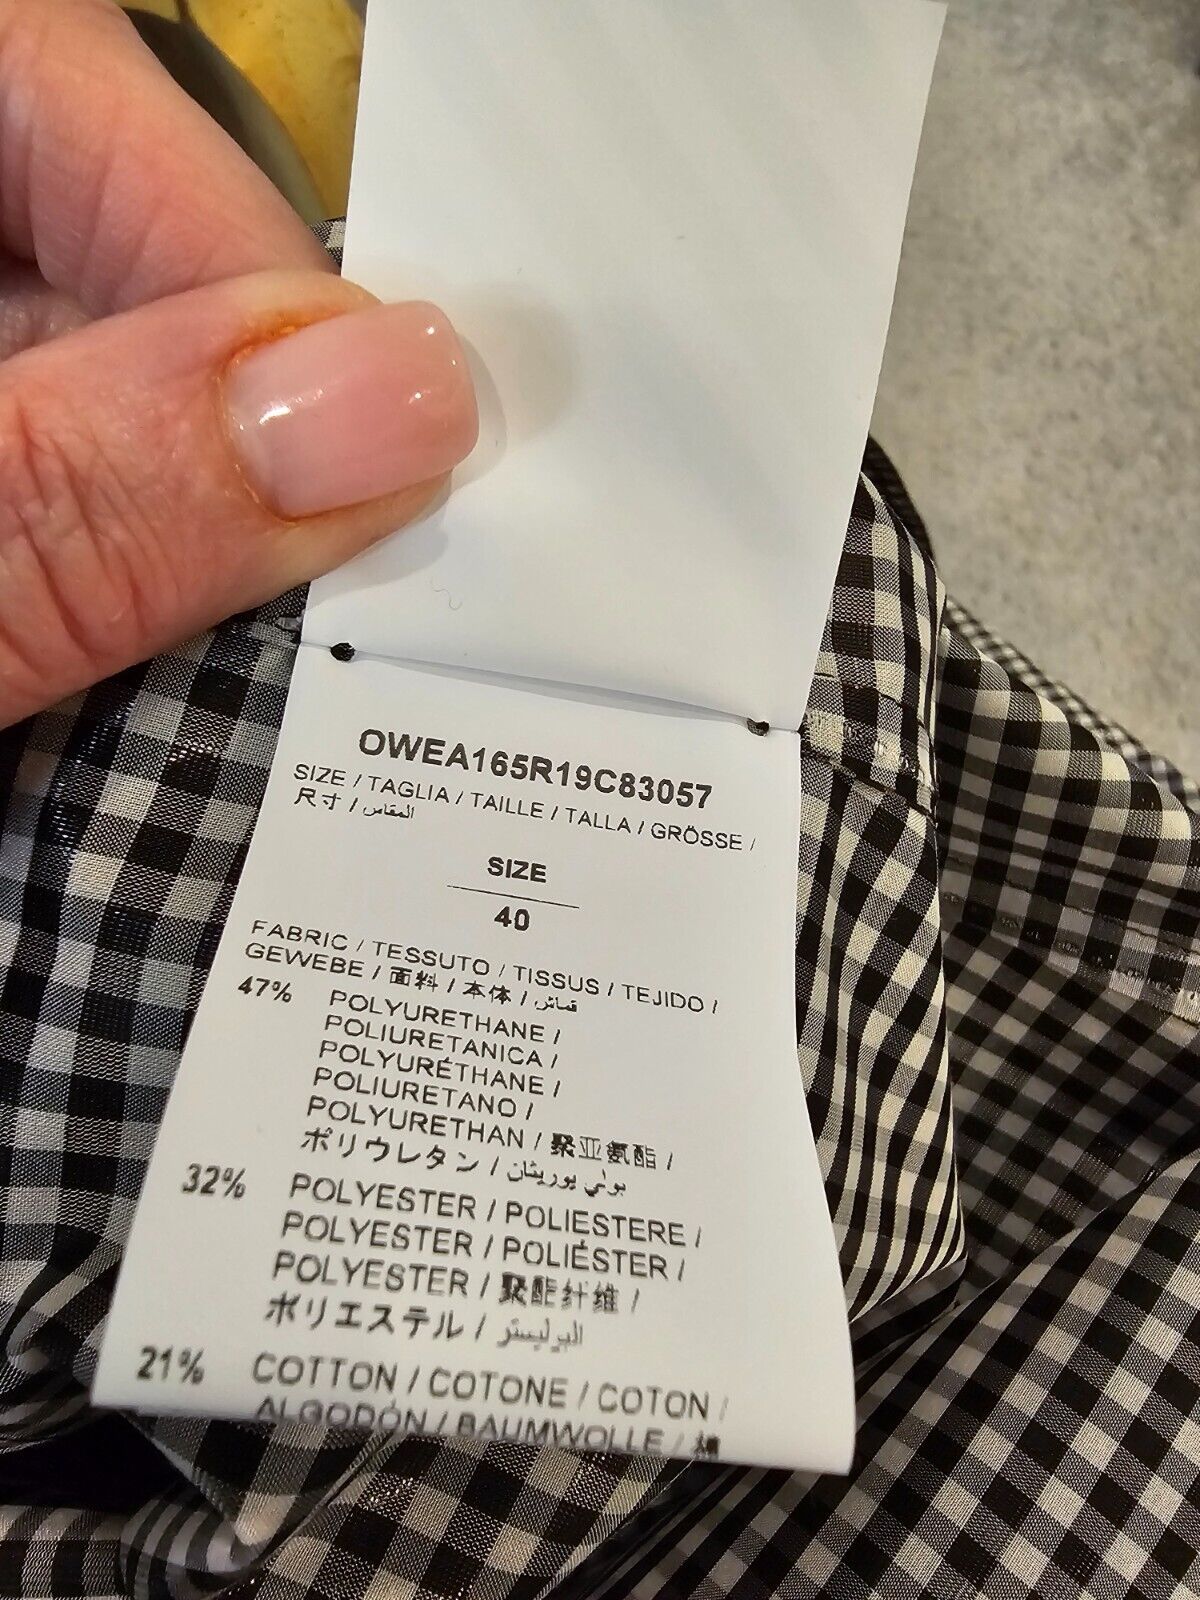 OWEA165R19C83057
SIZE / TAGLIA / TAILLE / TALLA / GRÖSSE /
尺寸 / المقاس
SIZE
40
FABRIC / TESSUTO / TISSUS / TEJIDO /
GEWEBE / 面料 / 本体 / قماش
47% POLYURETHANE /
POLIURETANICA /
POLYURÉTHANE /
POLIURETANO /
POLYURETHAN / 聚亚氨酯 /
ポリウレタン / بولي يوريثان
32% POLYESTER / POLIESTERE /
POLYESTER / POLIÉSTER /
POLYESTER / 聚酯纤维 /
ポリエステル / البوليستر
21% COTTON / COTONE / COTON /
ALGODÓN / BAUMWOLLE / 棉